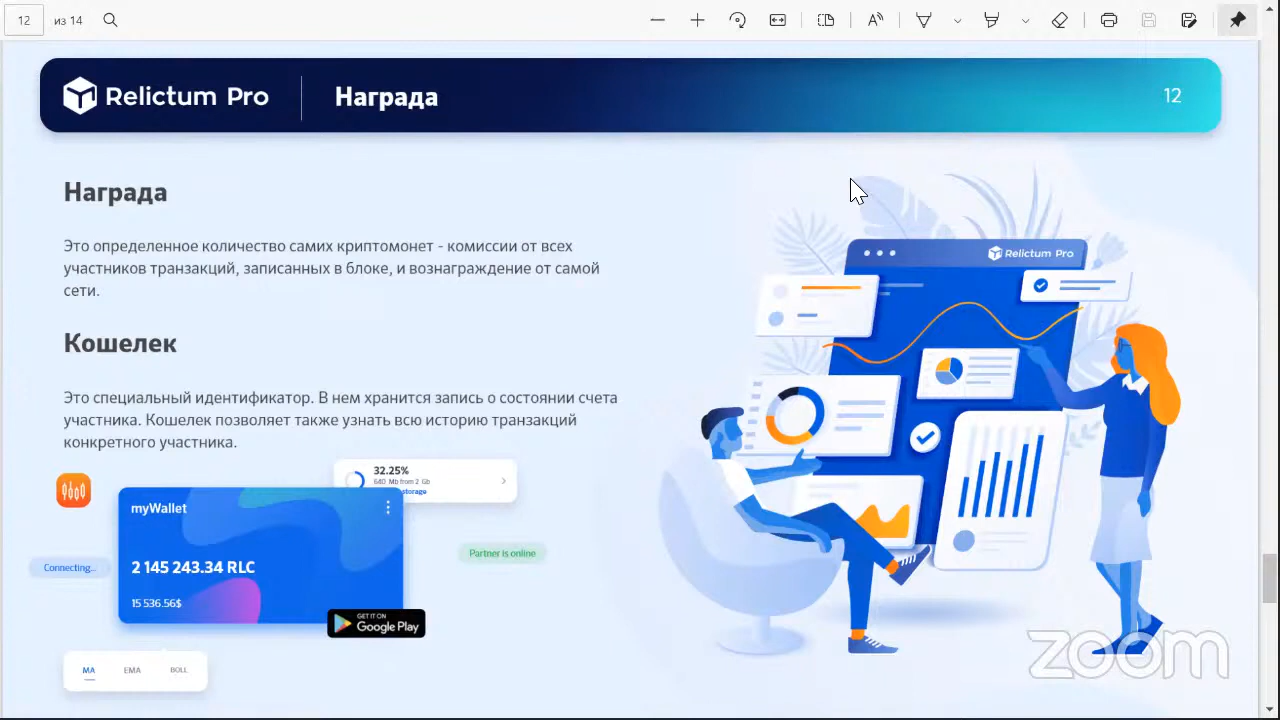 12
из 14
Relictum Pro
Награда
12
Награда
Это определенное количество самих криптомонет - комиссии от всех
участников транзакций, записанных в блоке, и вознаграждение от самой
сети.
Relictum Pro
Кошелек
Это специальный идентификатор. В нем хранится запись о состоянии счета
участника. Кошелек позволяет также узнать всю историю транзакций
конкретного участника.
32.25%
640 Mb from 2 Gb
storage
myWallet
Partner is online
Connecting...
2 145 243.34 RLC
15 536.56$
GET IT ON
Google Play
MA
EMA
BOLL
zoom